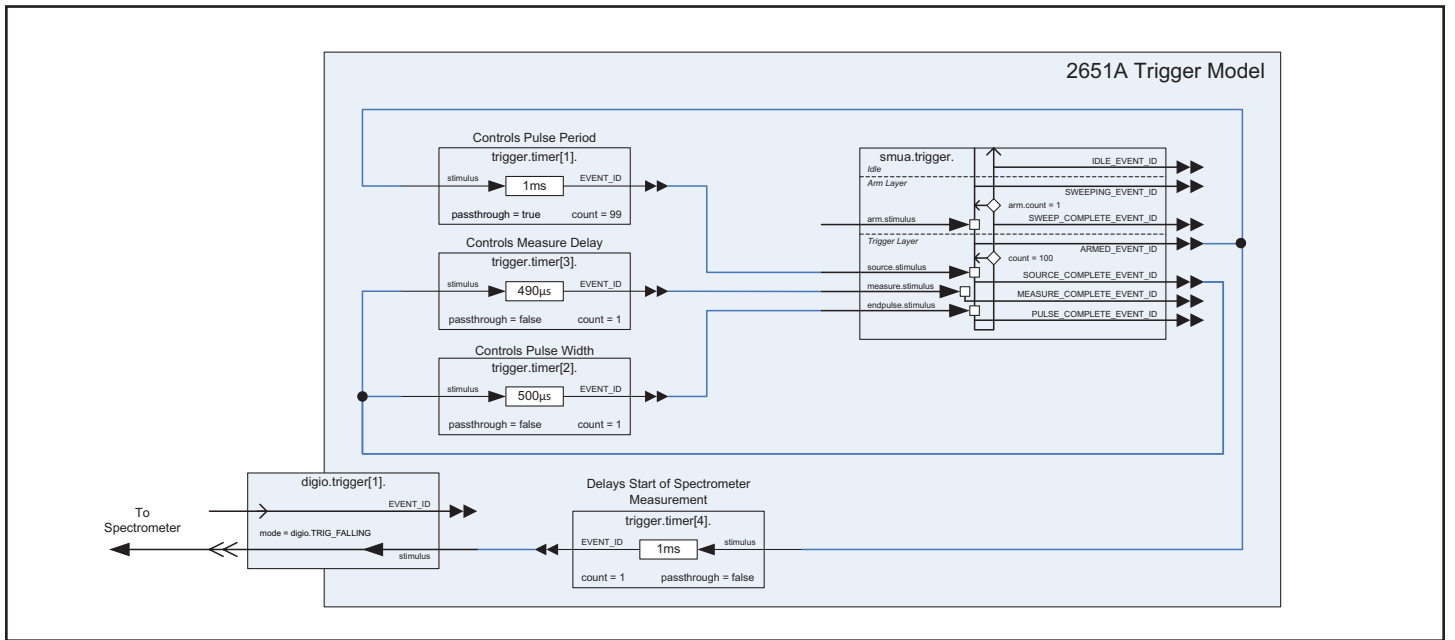 2651A Trigger Model
Controls Pulse Period
trigger.timer[1].
stimulus
1ms
EVENT_ID
passthrough = true
count = 99
Controls Measure Delay
trigger.timer[3].
stimulus
490µs
EVENT_ID
passthrough = false
count = 1
Controls Pulse Width
trigger.timer[2].
stimulus
500µs
EVENT_ID
passthrough = false
count = 1
smua.trigger.
Idle
IDLE_EVENT_ID
Arm Layer
SWEEPING_EVENT_ID
arm.count = 1
arm.stimulus
SWEEP_COMPLETE_EVENT_ID
Trigger Layer
ARMED_EVENT_ID
count = 100
source.stimulus
SOURCE_COMPLETE_EVENT_ID
measure.stimulus
MEASURE_COMPLETE_EVENT_ID
endpulse.stimulus
PULSE_COMPLETE_EVENT_ID
To
Spectrometer
digio.trigger[1].
EVENT_ID
mode = digio.TRIG_FALLING
stimulus
Delays Start of Spectrometer
Measurement
trigger.timer[4].
EVENT_ID
1ms
stimulus
count = 1
passthrough = false